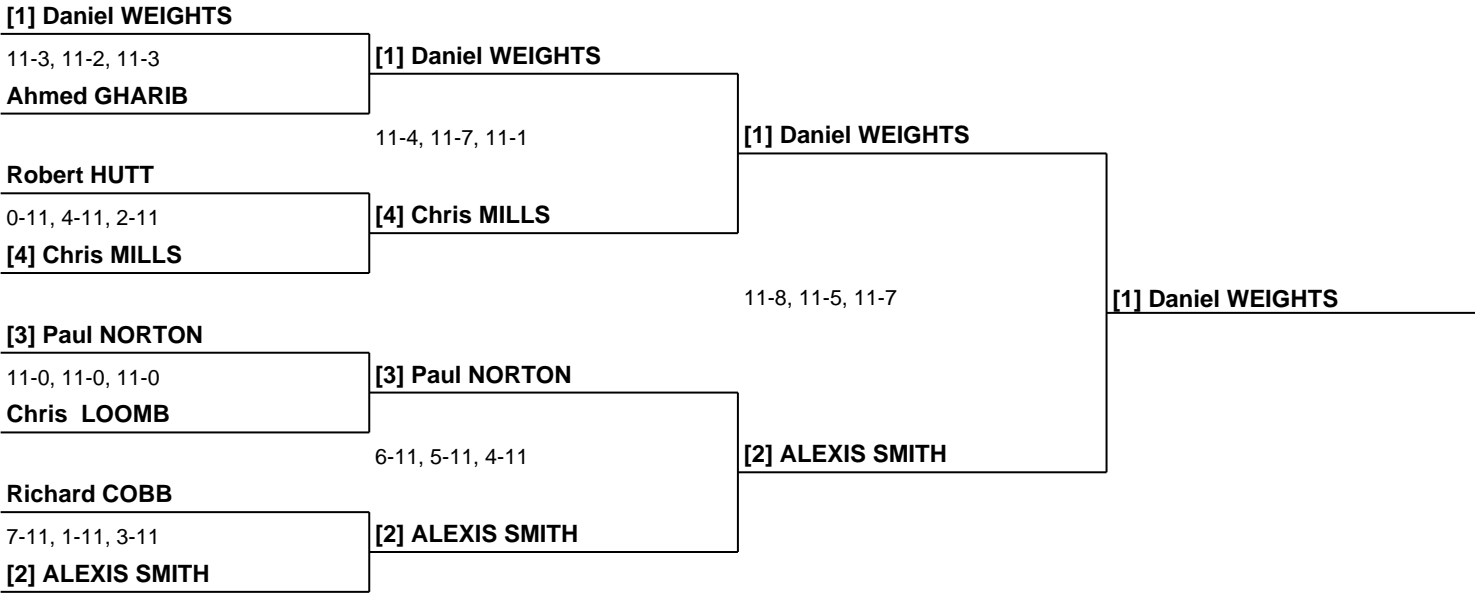 [1] Daniel WEIGHTS
11-3, 11-2, 11-3
[1] Daniel WEIGHTS
Ahmed GHARIB
11-4, 11-7, 11-1
[1] Daniel WEIGHTS
Robert HUTT
0-11, 4-11, 2-11
[4] Chris MILLS
[4] Chris MILLS
11-8, 11-5, 11-7
[1] Daniel WEIGHTS
[3] Paul NORTON
11-0, 11-0, 11-0
[3] Paul NORTON
Chris  LOOMB
6-11, 5-11, 4-11
[2] ALEXIS SMITH
Richard COBB
7-11, 1-11, 3-11
[2] ALEXIS SMITH
[2] ALEXIS SMITH